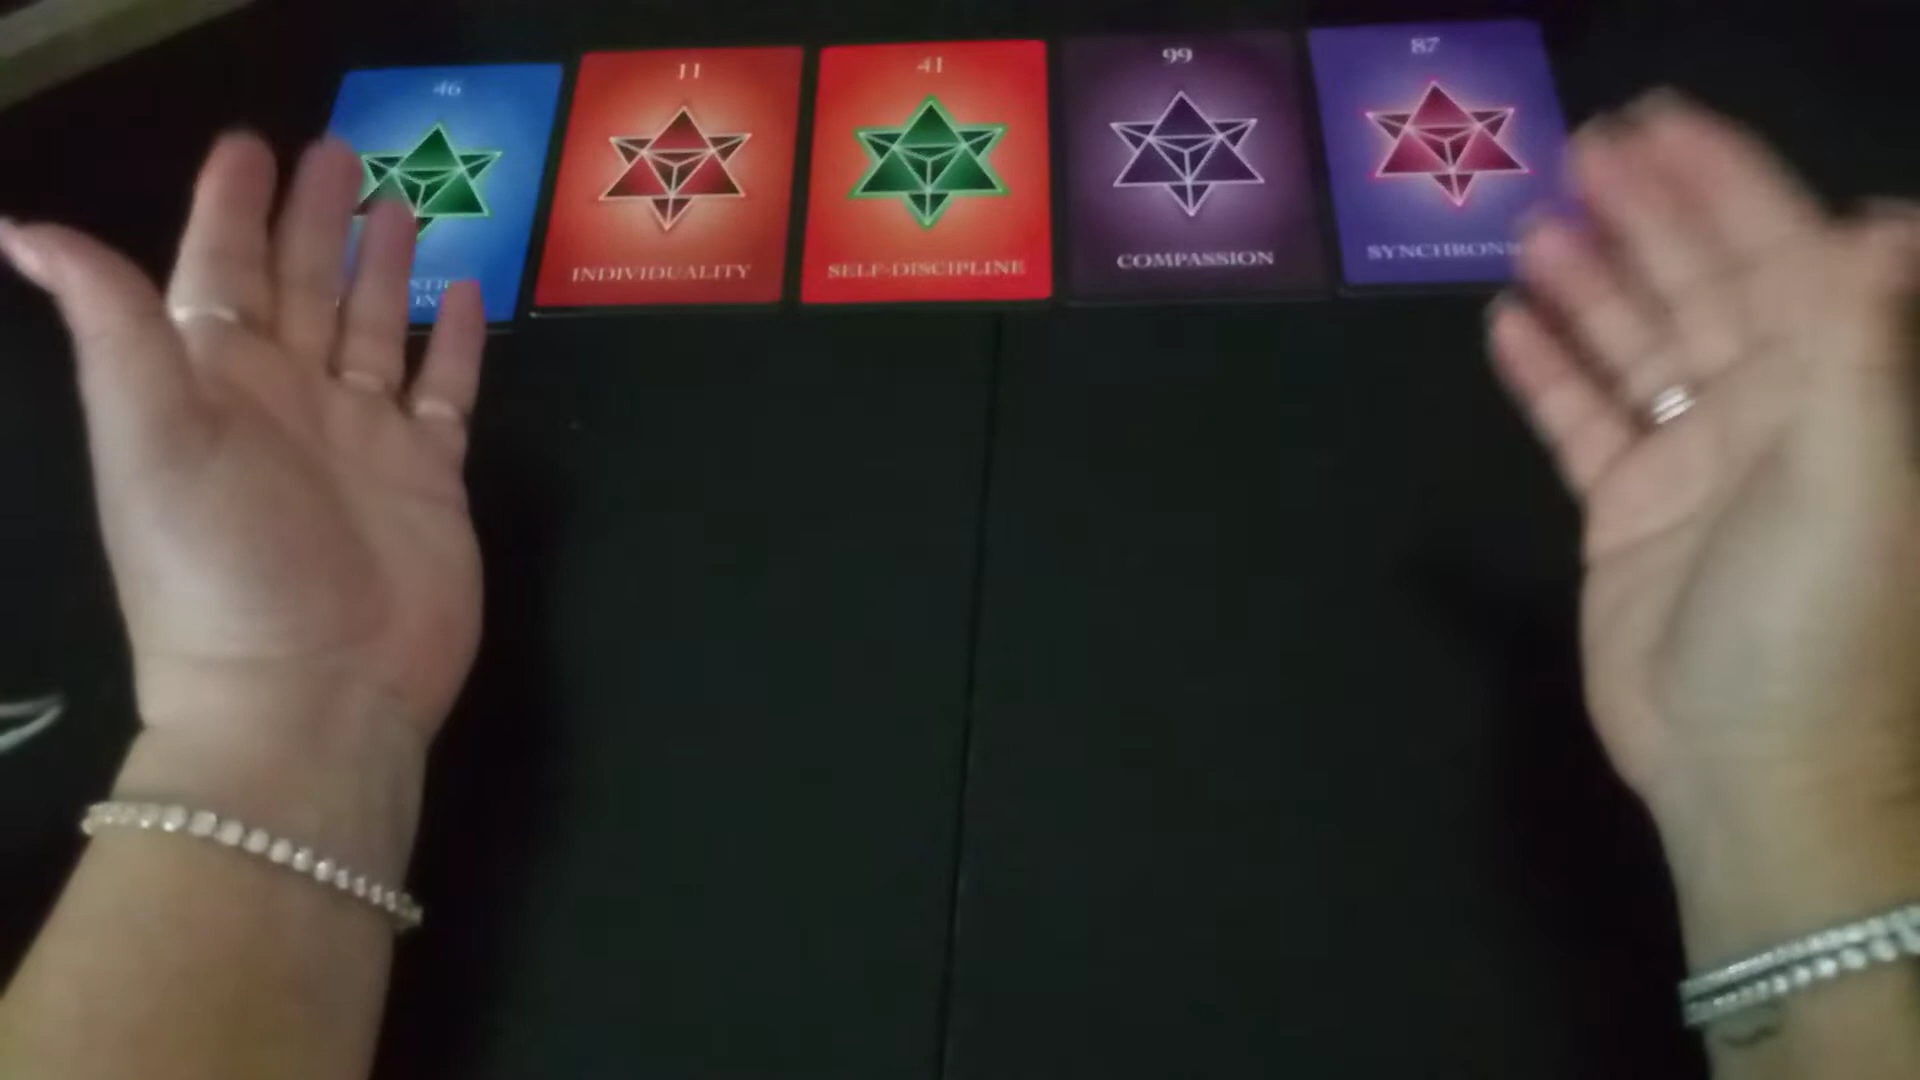 46
11
INDIVIDUALITY
41
SELF-DISCIPLINE
99
COMPASSION
87